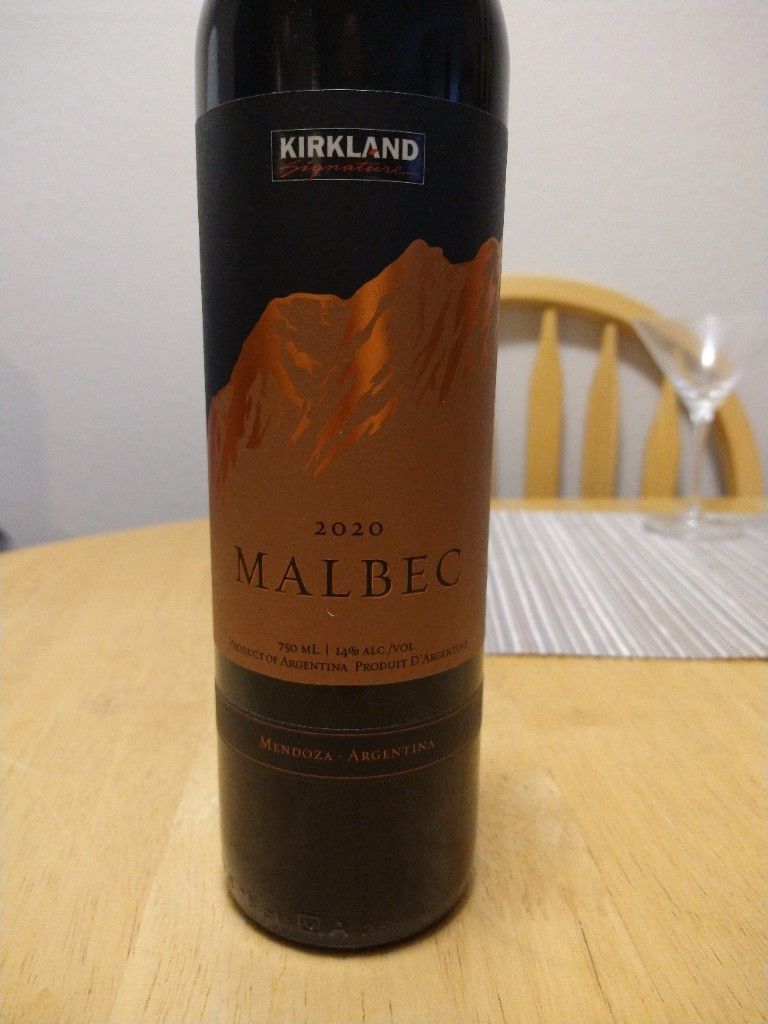 KIRKLAND
Signature
2020
MALBEC
750 mL | 14% ALC./VOL
PRODUCT OF ARGENTINA PRODUIT D'ARGENTINE
MENDOZA · ARGENTINA